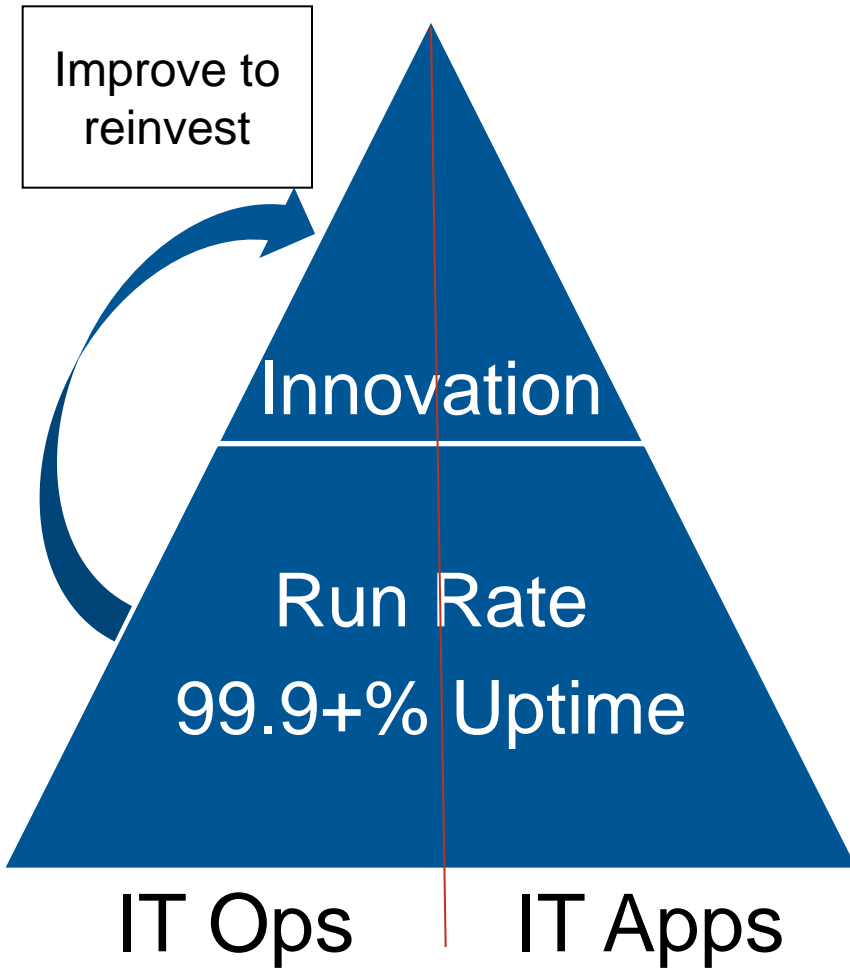 Improve to
reinvest
Innovation
Run Rate
99.9+% Uptime
IT Ops
IT Apps